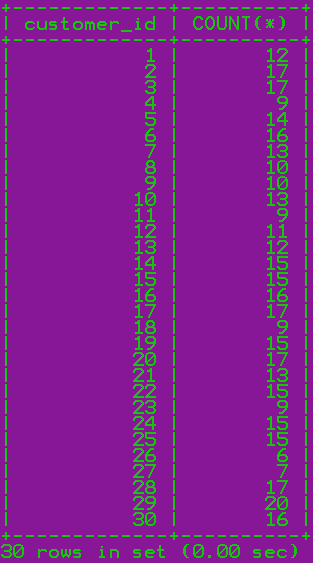 +-------------+----------+
| customer_id | COUNT(*) |
+-------------+----------+
|           1 |       12 |
|           2 |       17 |
|           3 |       17 |
|           4 |        9 |
|           5 |       14 |
|           6 |       16 |
|           7 |       13 |
|           8 |       10 |
|           9 |       10 |
|          10 |       13 |
|          11 |        9 |
|          12 |       11 |
|          13 |       12 |
|          14 |       15 |
|          15 |       15 |
|          16 |       16 |
|          17 |       17 |
|          18 |        9 |
|          19 |       15 |
|          20 |       17 |
|          21 |       13 |
|          22 |       15 |
|          23 |        9 |
|          24 |       15 |
|          25 |       15 |
|          26 |        6 |
|          27 |        7 |
|          28 |       17 |
|          29 |       20 |
|          30 |       16 |
+-------------+----------+
30 rows in set (0.00 sec)